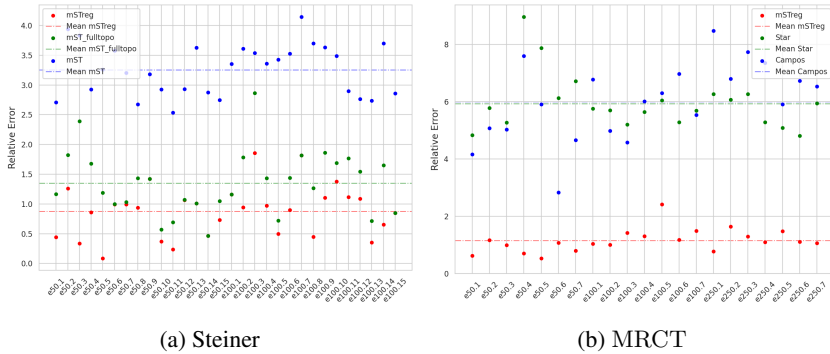 mSTreg
Mean mSTreg
mST_fulltopo
Mean mST_fulltopo
mST
Mean mST
Relative Error
4.0
3.5
3.0
2.5
2.0
1.5
1.0
0.5
0.0
e50.1
e50.2
e50.3
e50.4
e50.5
e50.6
e50.7
e50.8
e50.9
e50.10
e50.11
e50.12
e50.13
e50.14
e50.15
e100.1
e100.2
e100.3
e100.4
e100.5
e100.6
e100.7
e100.8
e100.9
e100.10
e100.11
e100.12
e100.13
e100.14
e100.15
(a) Steiner
mSTreg
Mean mSTreg
Star
Mean Star
Campos
Mean Campos
Relative Error
8
6
4
2
0
e50.1
e50.2
e50.3
e50.4
e50.5
e50.6
e50.7
e100.1
e100.2
e100.3
e100.4
e100.5
e100.6
e100.7
e250.1
e250.2
e250.3
e250.4
e250.5
e250.6
e250.7
(b) MRCT